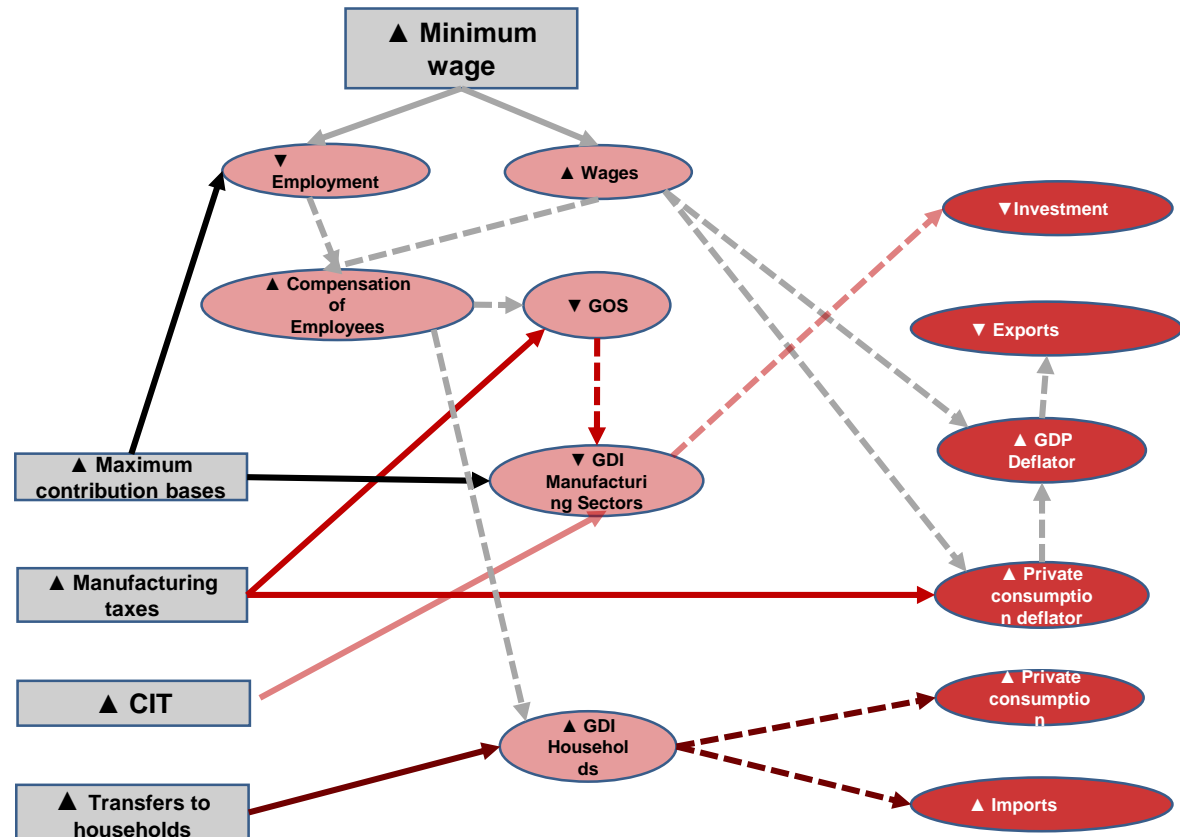 ▲ Minimum
wage
▼
Employment
▲ Wages
▼Investment
▲ Compensation
of
Employees
▼ GOS
▼ Exports
▲ Maximum
contribution bases
▼ GDI
Manufacturi
ng Sectors
▲ GDP
Deflator
▲ Manufacturing
taxes
▲ Private
consumptio
n deflator
▲ CIT
▲ Private
consumptio
n
▲ GDI
Househol
ds
▲ Transfers to
households
▲ Imports